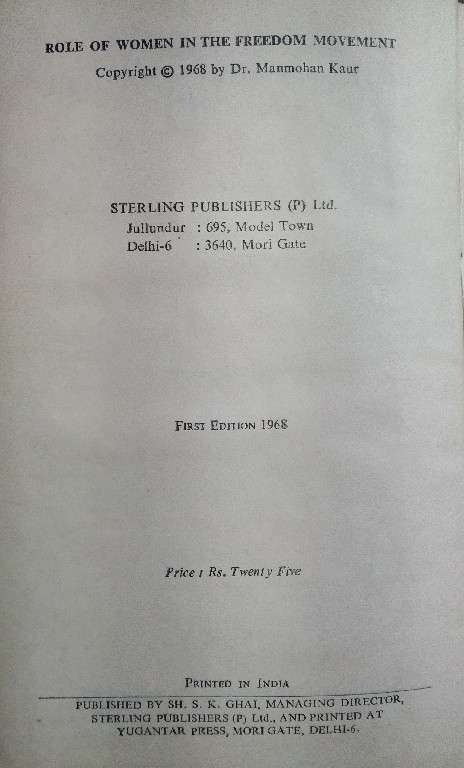 ROLE OF WOMEN IN THE FREEDOM MOVEMENT
Copyright © 1968 by Dr. Manmohan Kaur
STERLING PUBLISHERS (P) Ltd.
Jullundur : 695, Model Town
Delhi-6 : 3640, Mori Gate
FIRST EDITION 1968
Price : Rs. Twenty Five
PRINTED IN INDIA
PUBLISHED BY SH. S. K. GHAI, MANAGING DIRECTOR,
STERLING PUBLISHERS (P) Ltd., AND PRINTED AT
YUGANTAR PRESS, MORI GATE, DELHI-6.